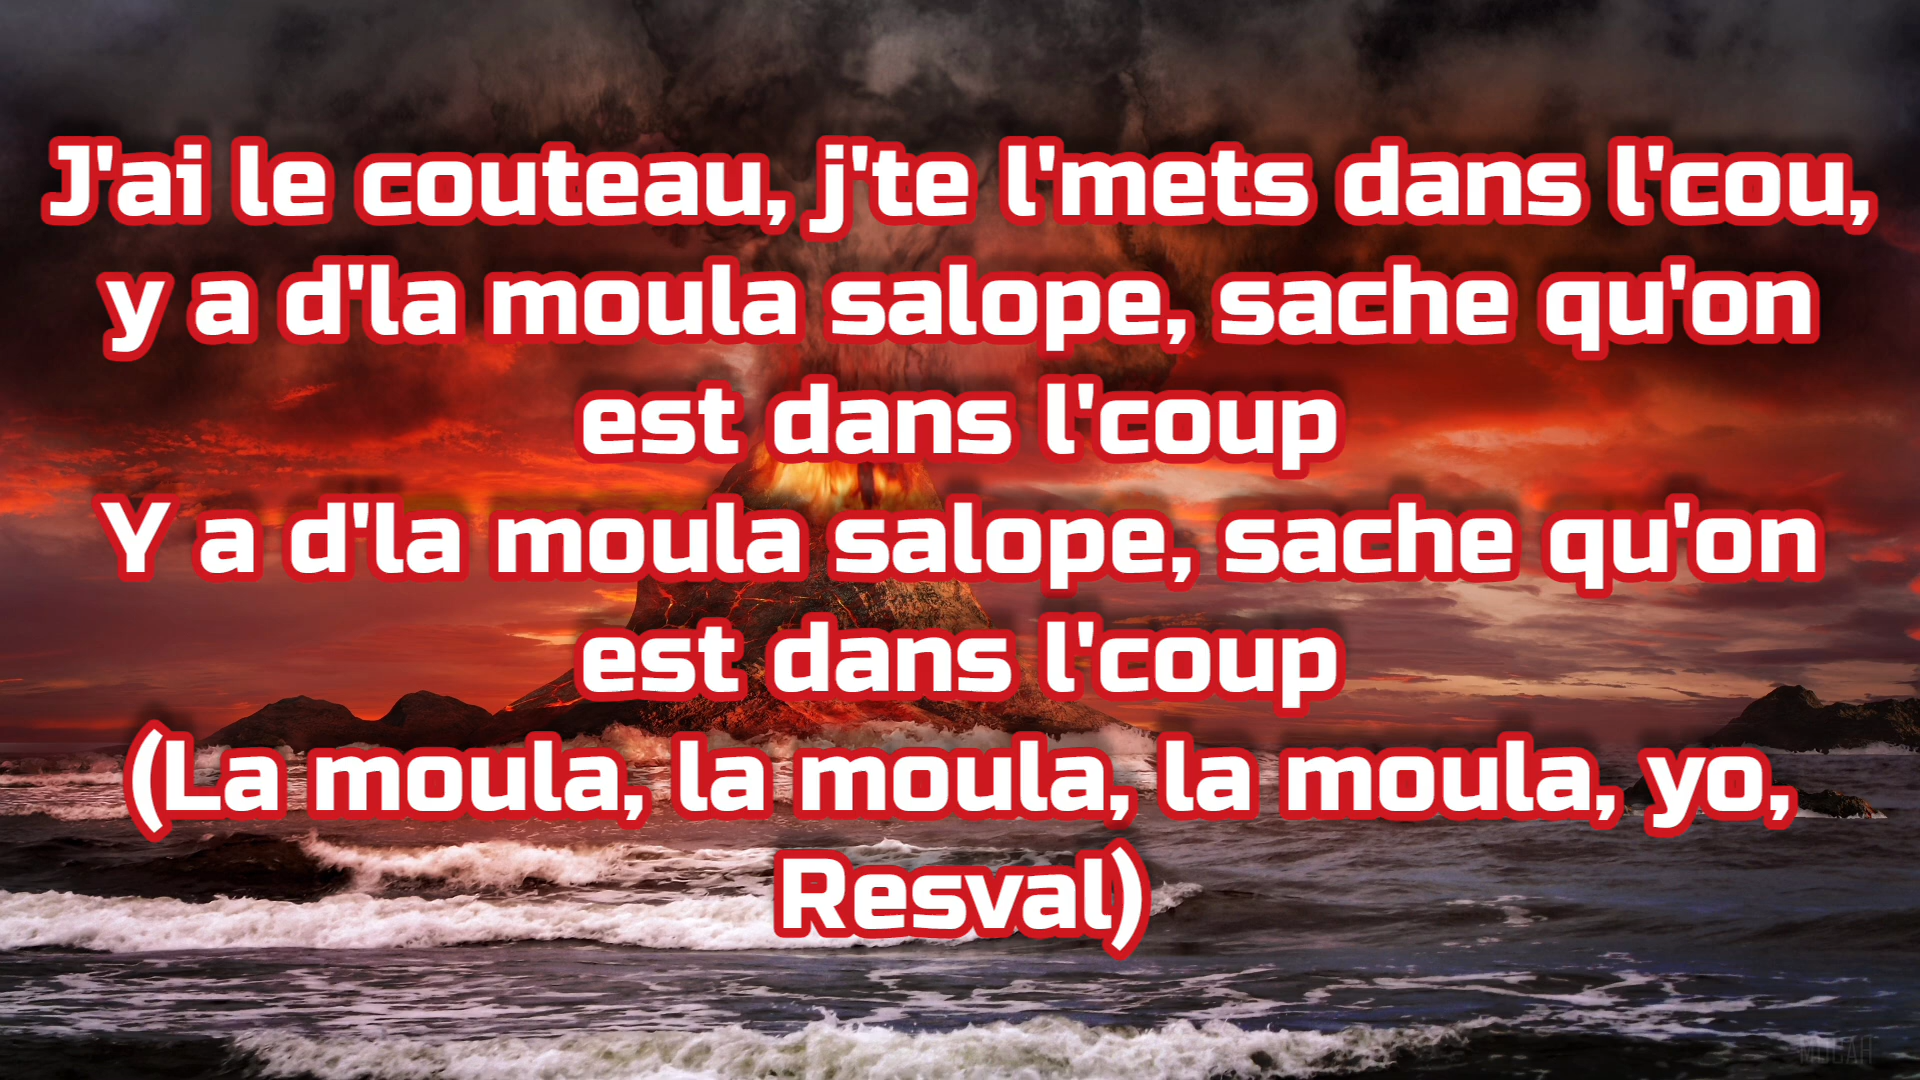 J'ai le couteau, j'te l'mets dans l'cou,
y a d'la moula salope, sache qu'on
est dans l'coup
Y a d'la moula salope, sache qu'on
est dans l'coup
(La moula, la moula, la moula, yo,
Resval)
MOCAH